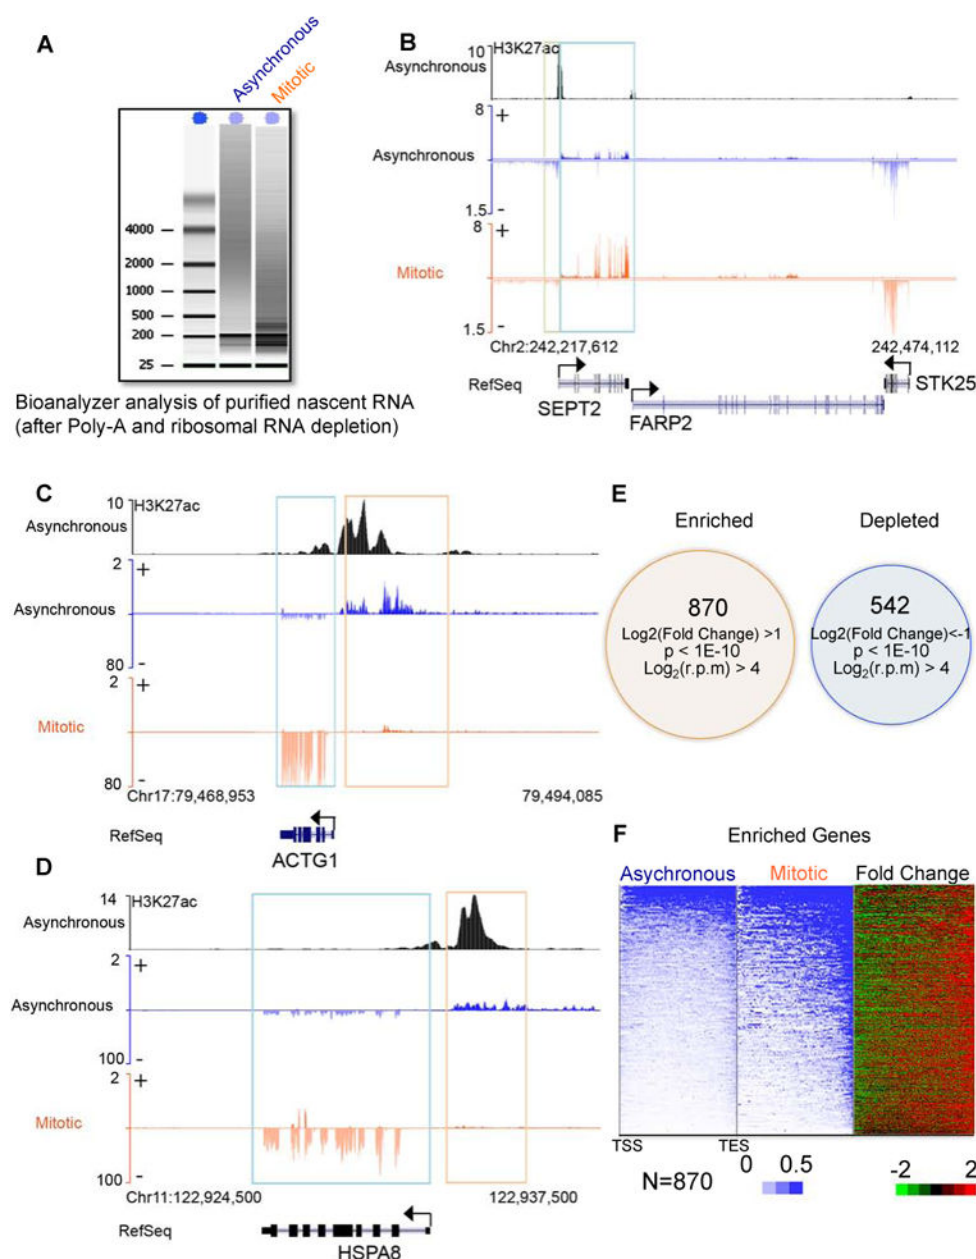 A
Asynchronous
Mitotic
4000
2000
1000
500
200
25
Bioanalyzer analysis of purified nascent RNA
(after Poly-A and ribosomal RNA depletion)
B
10 H3K27ac
Asynchronous
8
+
Asynchronous
1.5 -
8
+
Mitotic
1.5 -
Chr2:242,217,612 242,474,112
RefSeq
SEPT2
FARP2
STK25
C
10 H3K27ac
Asynchronous
2
+
Asynchronous
80 -
2
+
Mitotic
80 -
Chr17:79,468,953 79,494,085
RefSeq
ACTG1
D
14 H3K27ac
Asynchronous
2
+
Asynchronous
100 -
2
+
Mitotic
100 -
Chr11:122,924,500 122,937,500
RefSeq
HSPA8
E
Enriched
870
Log2(Fold Change) >1
p < 1E-10
Log2(r.p.m) > 4
Depleted
542
Log2(Fold Change)<-1
p < 1E-10
Log2(r.p.m) > 4
F
Enriched Genes
Asychronous Mitotic Fold Change
TSS TES
N=870
0 0.5
-2 2